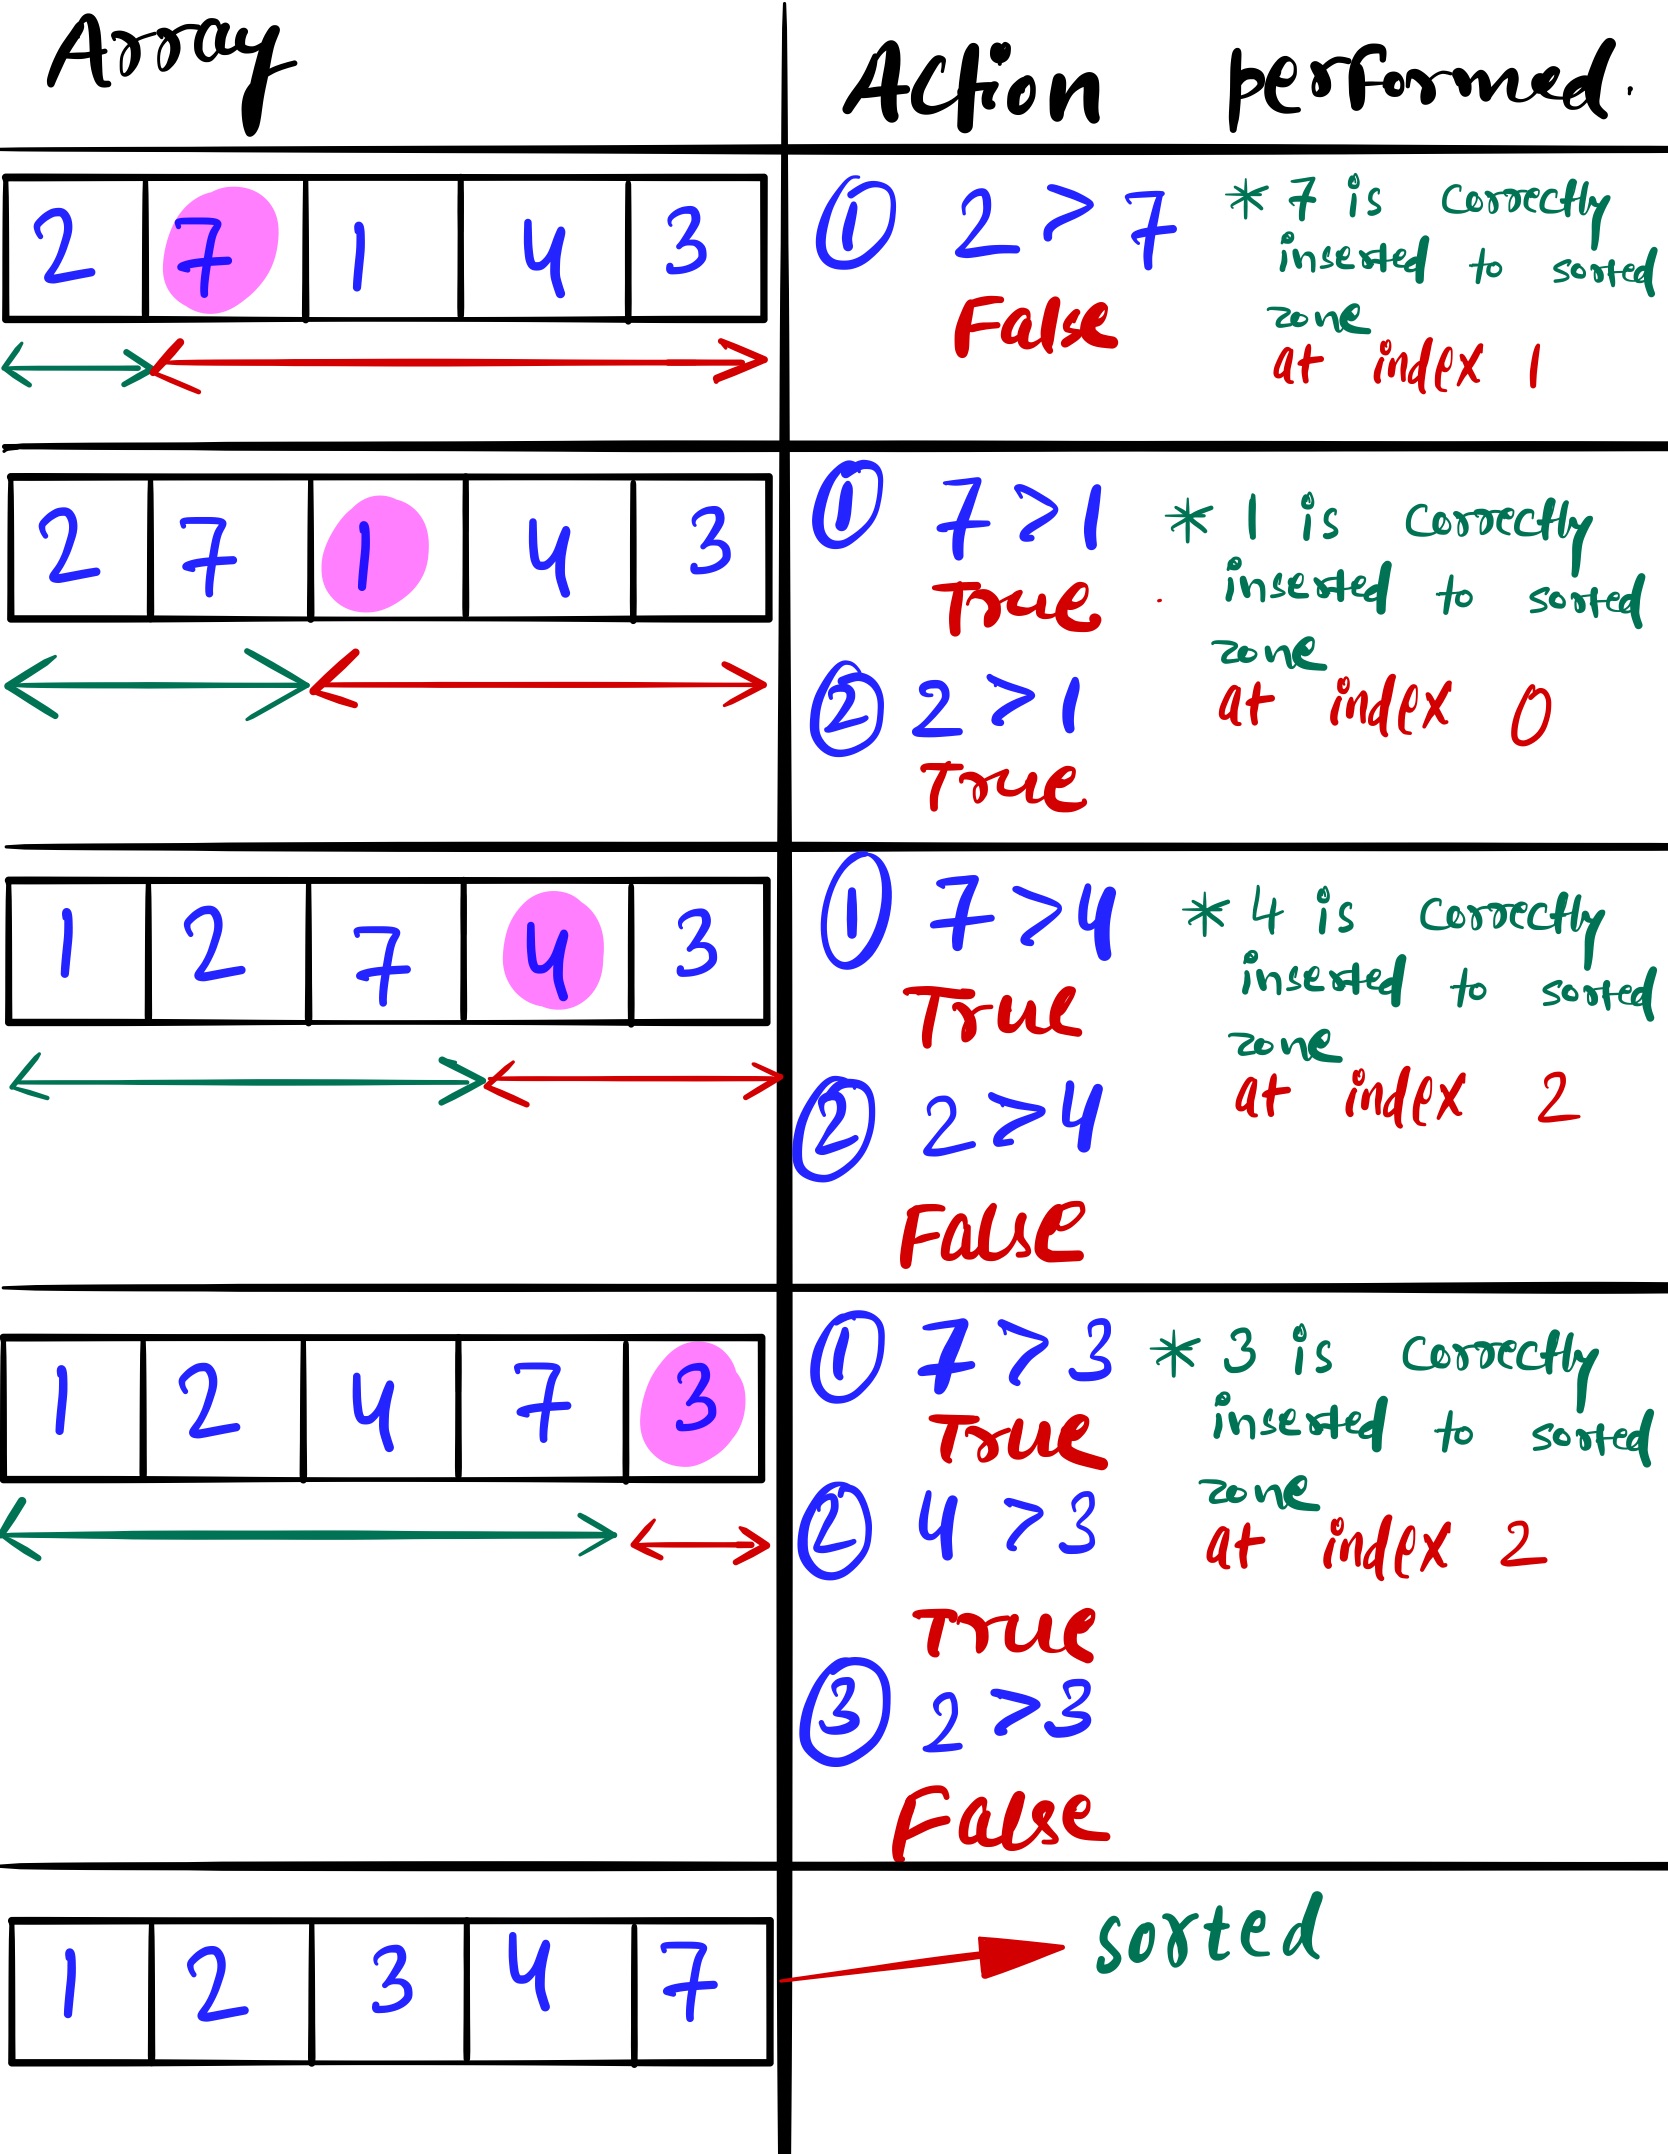 Array
Action performed.
2 7 1 4 3
① 2 > 7
False
* 7 is correctly
inserted to sorted
zone
at index 1
2 7 1 4 3
① 7 > 1
True
② 2 > 1
True
* 1 is correctly
inserted to sorted
zone
at index 0
1 2 7 4 3
① 7 > 4
True
② 2 > 4
False
* 4 is correctly
inserted to sorted
zone
at index 2
1 2 4 7 3
① 7 > 3
True
② 4 > 3
True
③ 2 > 3
False
* 3 is correctly
inserted to sorted
zone
at index 2
1 2 3 4 7
sorted